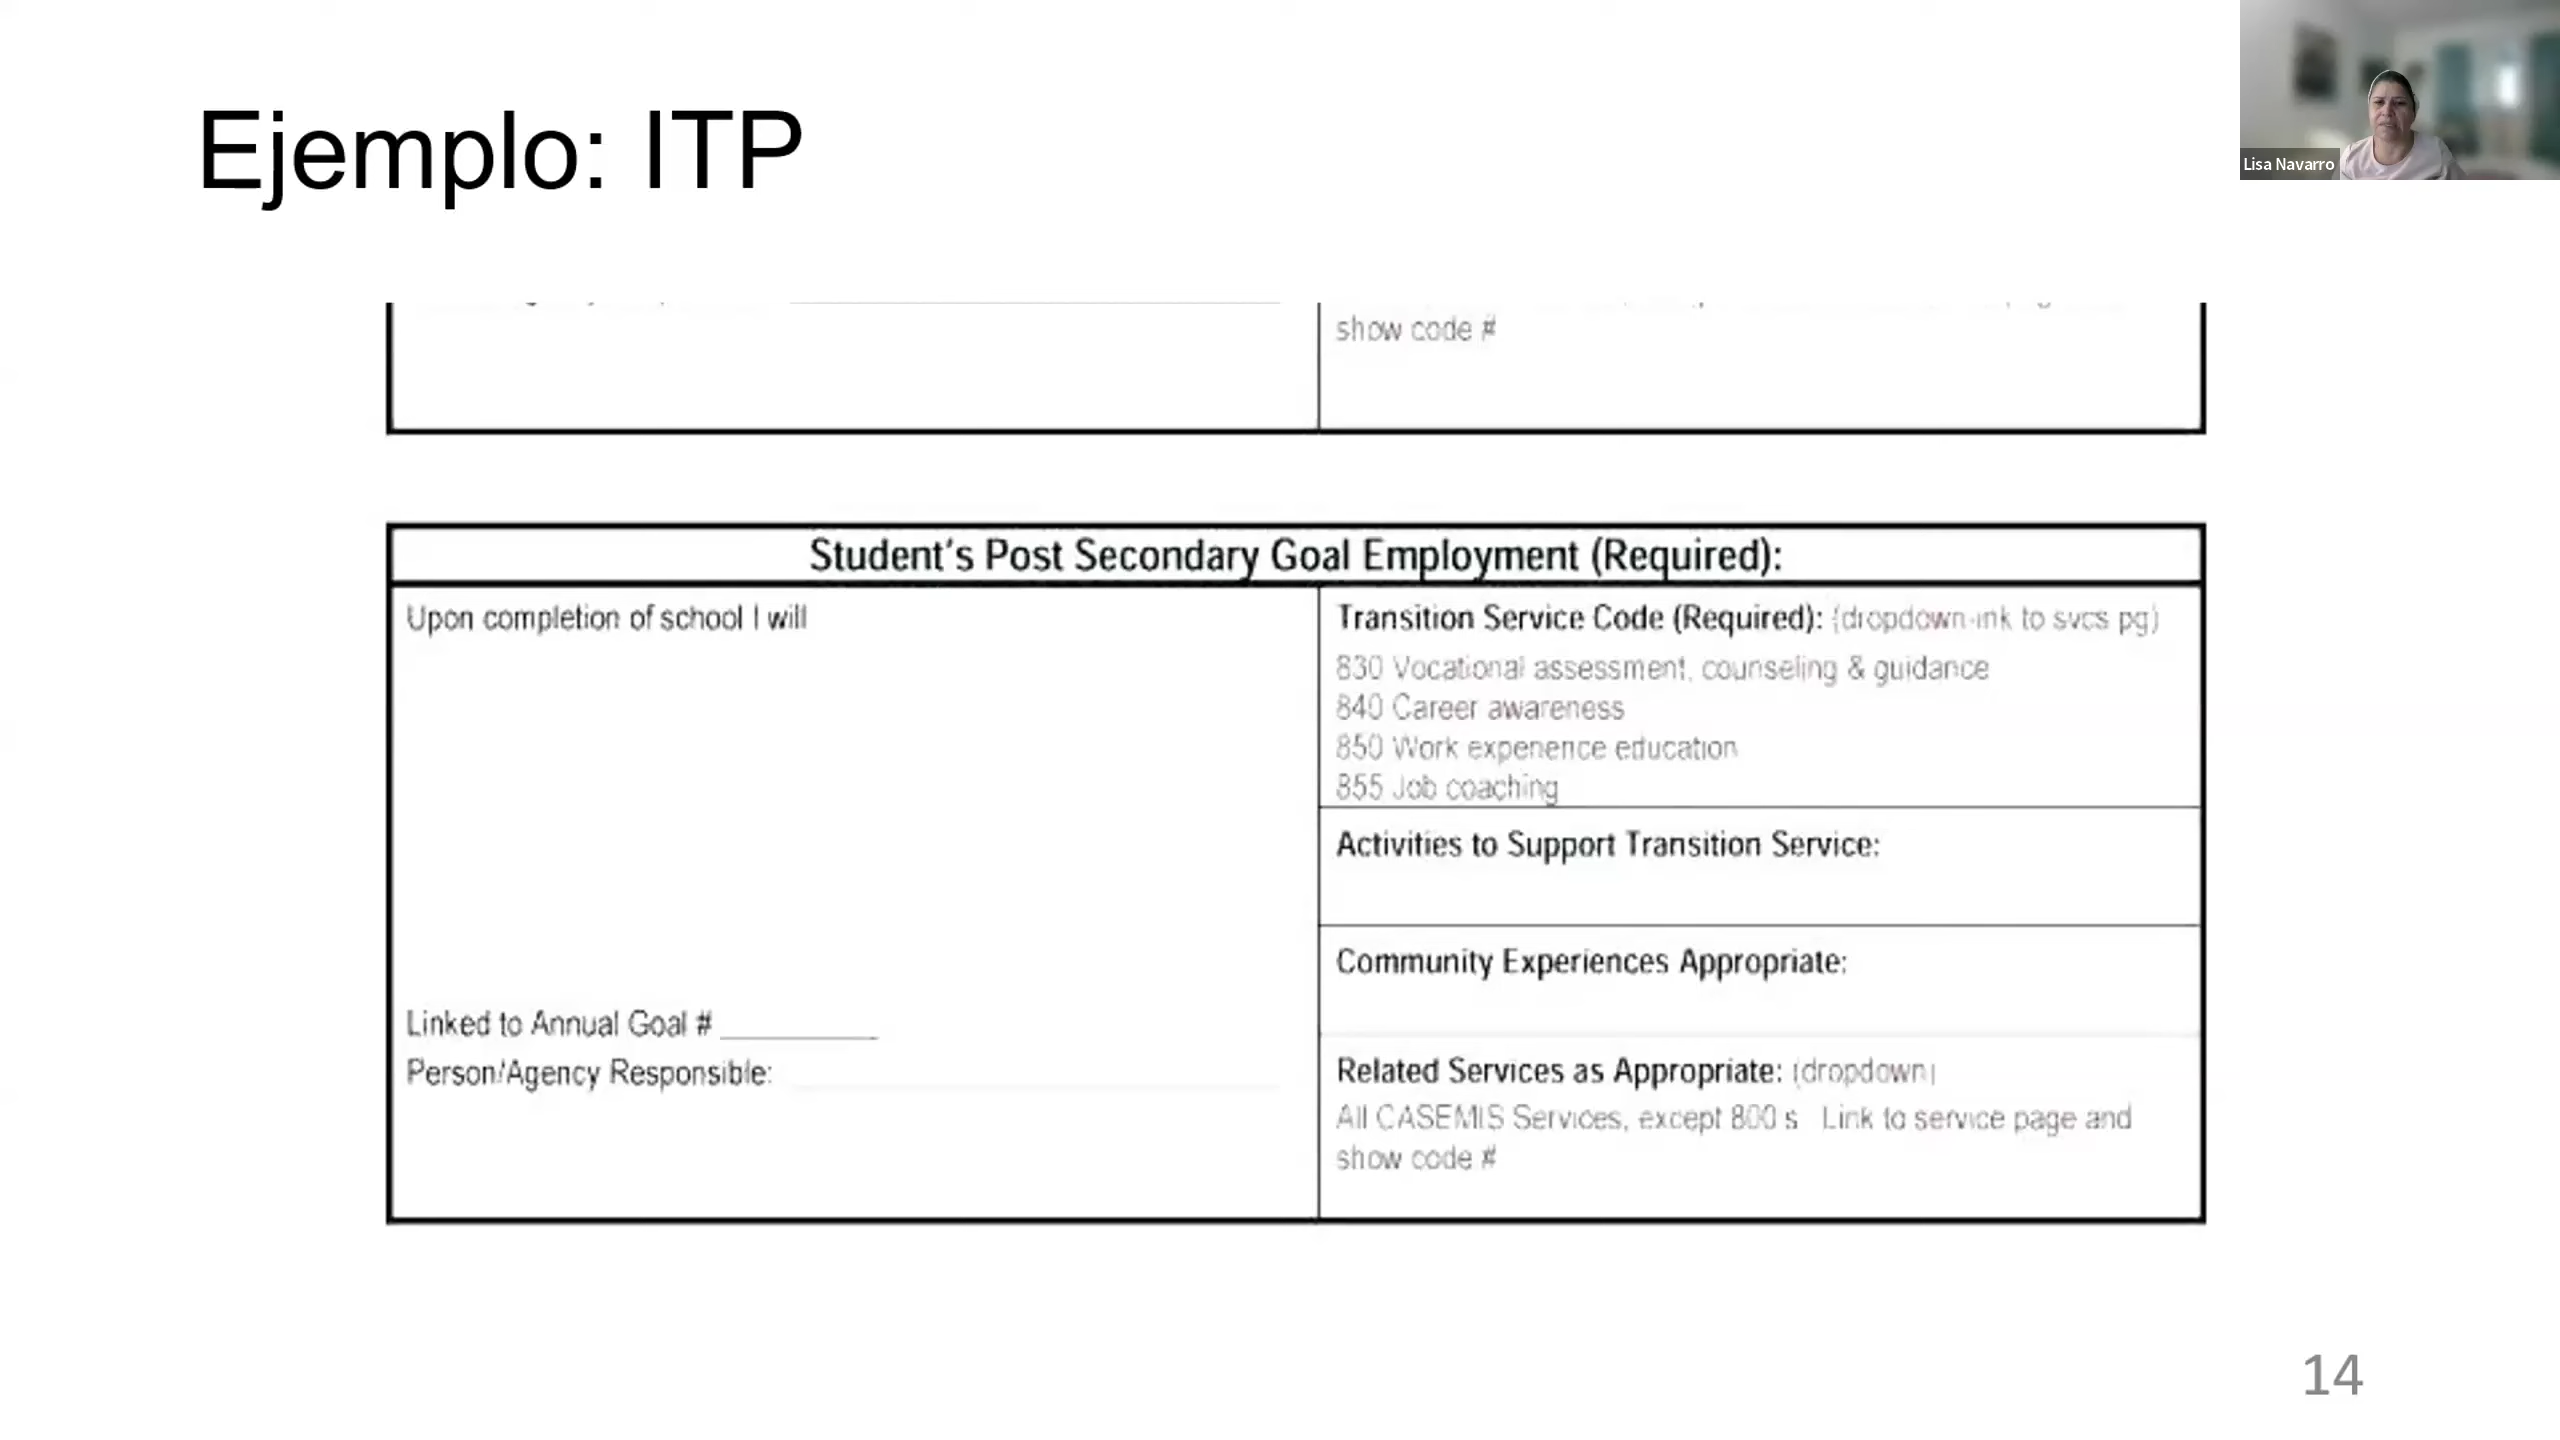 Ejemplo: ITP
Lisa Navarro
show code #
Student's Post Secondary Goal Employment (Required):
Upon completion of school I will
Linked to Annual Goal # __________
Person/Agency Responsible:
Transition Service Code (Required): (dropdown-ink to svcs pg)
830 Vocational assessment, counseling & guidance
840 Career awareness
850 Work experience education
855 Job coaching
Activities to Support Transition Service:
Community Experiences Appropriate:
Related Services as Appropriate: (dropdown)
All CASEMIS Services, except 800 s Link to service page and
show code #
14